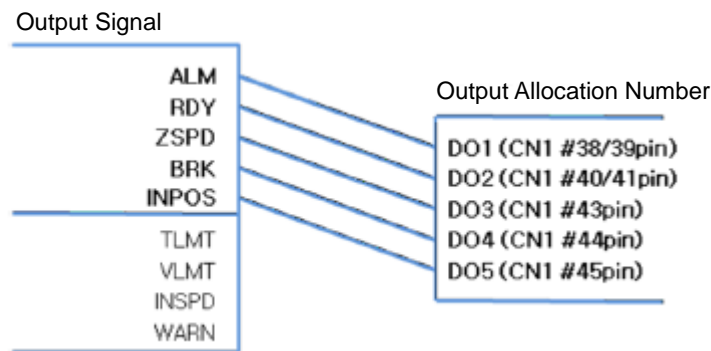 Output Signal
ALM
RDY
ZSPD
BRK
INPOS
TLMT
VLMT
INSPD
WARN
Output Allocation Number
DO1 (CN1 #38/39pin)
DO2 (CN1 #40/41pin)
DO3 (CN1 #43pin)
DO4 (CN1 #44pin)
DO5 (CN1 #45pin)